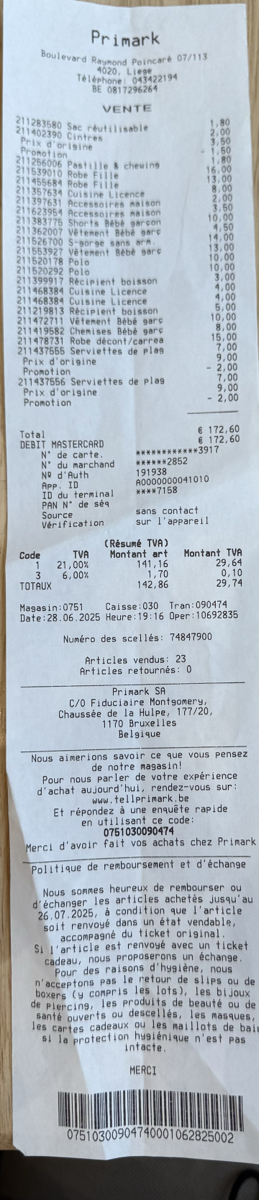 Primark
Boulevard Raymond Poincaré 07/113
4020, Liege
Téléphone: 043422194
BE 0817296264
VENTE
211283580 Sac réutilisable 1,80
211402390 Cintres 2,00
Prix d'origine 3,50
Promotion - 1,50
211256006 Pastille & chewing 1,80
211539010 Robe Fille 16,00
211455684 Robe Fille 13,00
211357634 Cuisine Licence 8,00
211397631 Accessoires maison 2,00
211623954 Accessoires maison 3,50
211383775 Shorts Bébé garçon 10,00
211362007 Vêtement Bébé garc 4,50
211526700 S-gorge sans arm. 14,00
211553927 Vêtement Bébé garc 13,00
211520178 Polo 10,00
211520292 Polo 10,00
211399917 Récipient boisson 3,00
211468384 Cuisine Licence 4,00
211468384 Cuisine Licence 4,00
211219813 Récipient boisson 5,00
211472711 Vêtement Bébé garc 10,00
211419582 Chemises Bébé garc 8,00
211478731 Robe décont/carrea 15,00
211437555 Serviettes de plag 7,00
Prix d'origine 9,00
Promotion - 2,00
211437556 Serviettes de plag 7,00
Prix d'origine 9,00
Promotion - 2,00
Total € 172,60
DEBIT MASTERCARD € 172,60
N° de carte. ************3917
N° du marchand ******2852
Nº d'Auth 191938
App. ID A0000000041010
ID du terminal ****7158
PAN N° de séq
Source sans contact
Vérification sur l'appareil
(Résumé TVA)
Code TVA Montant art Montant TVA
1 21,00% 141,16 29,64
3 6,00% 1,70 0,10
TOTAUX 142,86 29,74
Magasin:0751 Caisse:030 Tran:090474
Date:28.06.2025 Heure:19:16 Oper:10692835
Numéro des scellés: 74847900
Articles vendus: 23
Articles retournés: 0
Primark SA
C/O Fiduciaire Montgomery,
Chaussée de la Hulpe, 177/20,
1170 Bruxelles
Belgique
Nous aimerions savoir ce que vous pensez
de notre magasin!
Pour nous parler de votre expérience
d'achat aujourd'hui, rendez-vous sur:
www.tellprimark.be
Et répondez à une enquête rapide
en utilisant ce code:
0751030090474
Merci d'avoir fait vos achats chez Primark
Politique de remboursement et d'échange
Nous sommes heureux de rembourser ou
d'échanger les articles achetés jusqu'au
26.07.2025, à condition que l'article
soit renvoyé dans un état vendable,
accompagné du ticket original.
Si l'article est renvoyé avec un ticket
cadeau, nous proposerons un échange.
Pour des raisons d'hygiène, nous
n'acceptons pas le retour de slips ou de
boxers (y compris les lots), les bijoux
de piercing, les produits de beauté ou de
santé ouverts ou descellés, les masques,
les cartes cadeaux ou les maillots de bain
si la protection hygiénique n'est pas
intacte.
MERCI
07510300904740001062825002